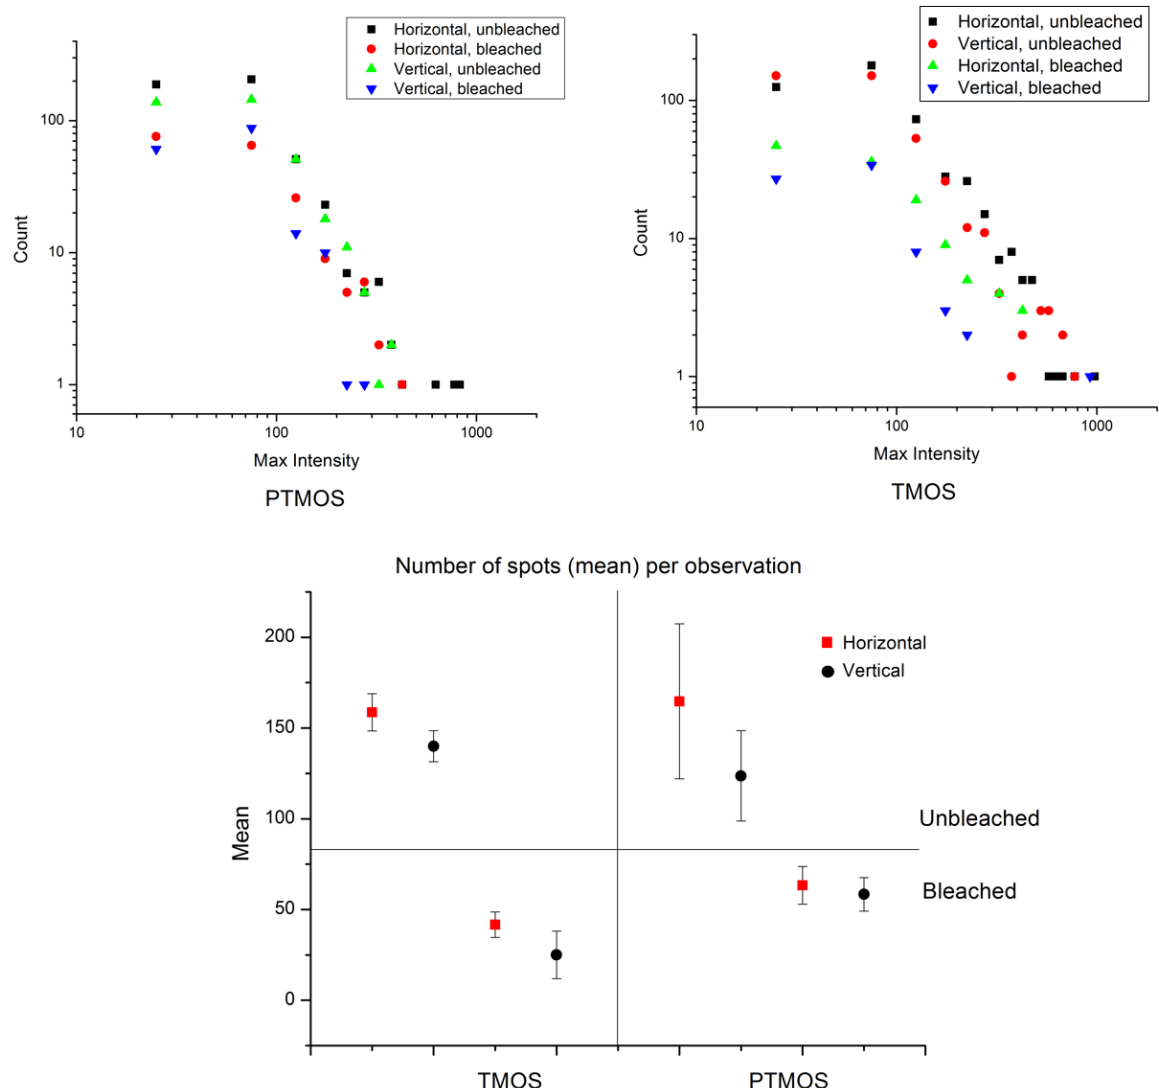 Horizontal, unbleached
Horizontal, bleached
Vertical, unbleached
Vertical, bleached
100
10
1
Count
10
100
1000
Max Intensity
PTMOS
Horizontal, unbleached
Vertical, unbleached
Horizontal, bleached
Vertical, bleached
100
10
1
Count
10
100
1000
Max Intensity
TMOS
Number of spots (mean) per observation
Horizontal
Vertical
200
150
100
50
0
Mean
Unbleached
Bleached
TMOS
PTMOS